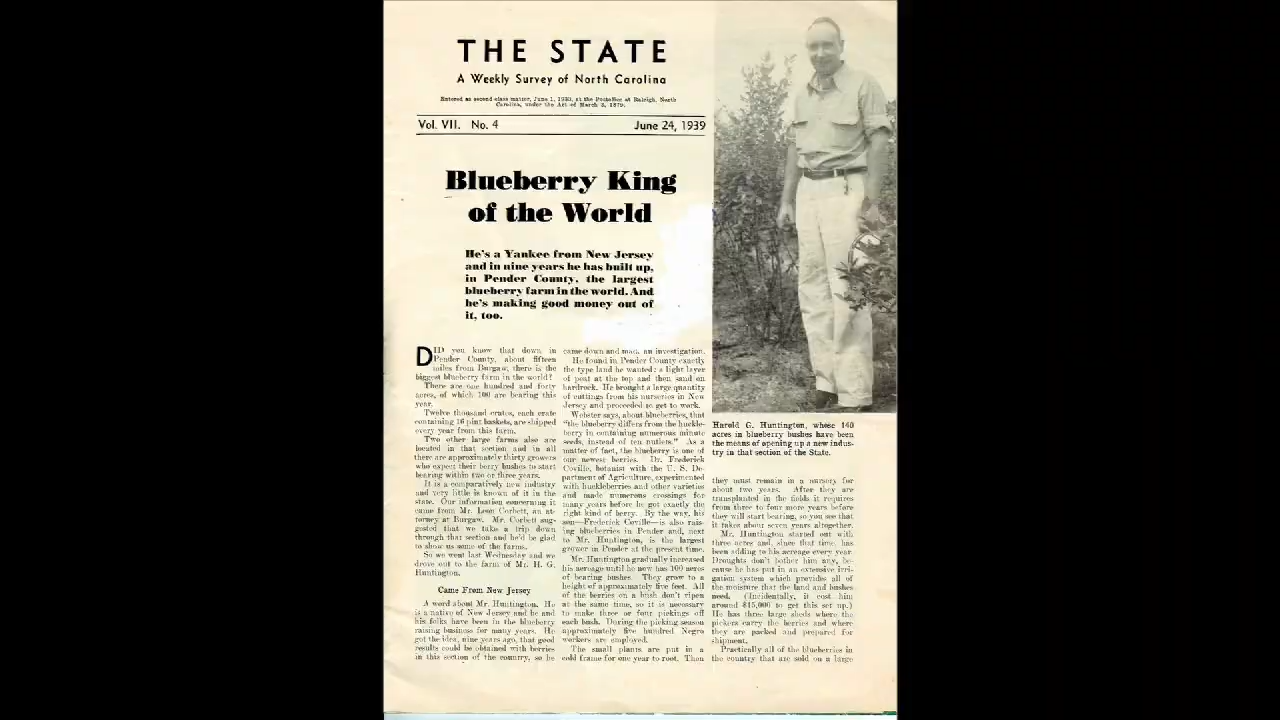 THE STATE
A Weekly Survey of North Carolina
Entered as second class matter, June 1, 1933, at the Postoffice at Raleigh, North
Carolina, under the Act of March 3, 1879.
Vol. VII. No. 4 June 24, 1939
Blueberry King
of the World
He's a Yankee from New Jersey
and in nine years he has built up,
in Pender County, the largest
blueberry farm in the world. And
he's making good money out of
it, too.
DID you know that down in
Pender County, about fifteen
miles from Burgaw, there is the
biggest blueberry farm in the world?
There are one hundred and forty
acres, of which 100 are bearing this
year.
Twelve thousand crates, each crate
containing 16 pint baskets, are shipped
every year from this farm.
Two other large farms also are
located in that section and in all
there are approximately thirty growers
who expect their berry bushes to start
bearing within two or three years.
It is a comparatively new industry
and very little is known of it in the
state. Our information concerning it
came from Mr. Leon Corbett, an at-
torney at Burgaw. Mr. Corbett sug-
gested that we take a trip down
through that section and he'd be glad
to show us some of the farms.
So we went last Wednesday and we
drove out to the farm of Mr. H. G.
Huntington.
Came From New Jersey
A word about Mr. Huntington. He
is a native of New Jersey and he and
his folks have been in the blueberry
raising business for many years. He
got the idea, nine years ago, that good
results could be obtained with berries
in this section of the country, so he
came down and made an investigation.
He found in Pender County exactly
the type land he wanted: a light layer
of peat at the top and then sand on
hardrock. He brought a large quantity
of cuttings from his nurseries in New
Jersey and proceeded to get to work.
Webster says, about blueberries, that
"the blueberry differs from the huckle-
berry in containing numerous minute
seeds, instead of ten nutlets." As a
matter of fact, the blueberry is one of
our newest berries. Dr. Frederick
Coville, botanist with the U. S. De-
partment of Agriculture, experimented
with huckleberries and other varieties
and made numerous crossings for
many years before he got exactly the
right kind of berry. By the way, his
son—Frederick Coville—is also rais-
ing blueberries in Pender and, next
to Mr. Huntington, is the largest
grower in Pender at the present time.
Mr. Huntington gradually increased
his acreage until he now has 100 acres
of bearing bushes. They grow to a
height of approximately five feet. All
of the berries on a bush don't ripen
at the same time, so it is necessary
to make three or four pickings off
each bush. During the picking season
approximately five hundred Negro
workers are employed.
The small plants are put in a
cold frame for one year to root. Then
Harold G. Huntington, whose 140
acres in blueberry bushes have been
the means of opening up a new indus-
try in that section of the State.
they must remain in a nursery for
about two years. After they are
transplanted in the fields it requires
from three to four more years before
they will start bearing, so you see that
it takes about seven years altogether.
Mr. Huntington started out with
three acres and, since that time, has
been adding to his acreage every year.
Droughts don't bother him any, be-
cause he has put in an extensive irri-
gation system which provides all of
the moisture that the land and bushes
need. (Incidentally, it cost him
around $15,000 to get this set up.)
He has three large sheds where the
pickers carry the berries and where
they are packed and prepared for
shipment.
Practically all of the blueberries in
the country that are sold on a large